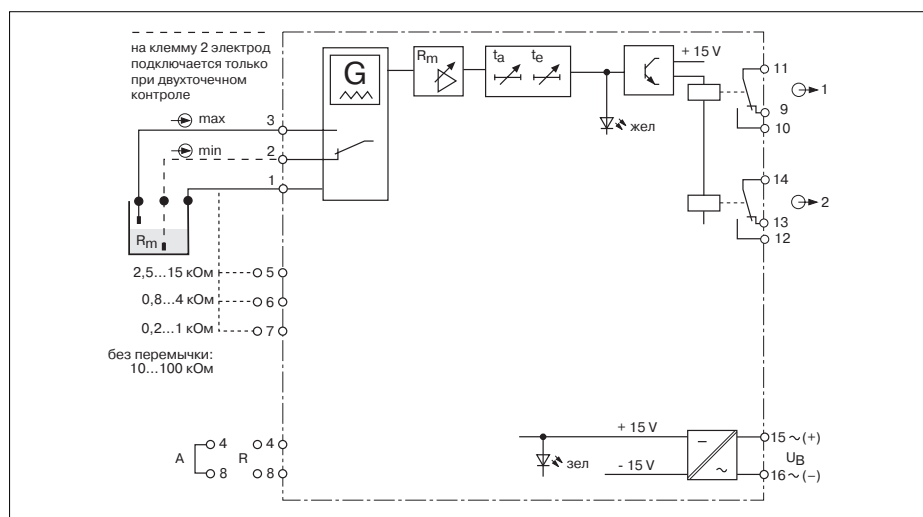 на клемму 2 электрод
подключается только
при двухточечном
контроле
max
3
min
2
1
G
Rm
ta te
+ 15 V
жел
11
1
9
10
14
2
13
12
Rm
2,5...15 кОм
5
0,8...4 кОм
6
0,2...1 кОм
7
без перемычки:
10...100 кОм
A
4
8
R
4
8
+ 15 V
зел
- 15 V
–
~
15 ~ (+)
UB
16 ~ (–)